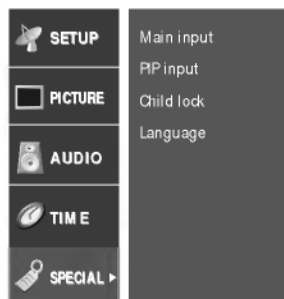 SETUP
PICTURE
AUDIO
TIME
SPECIAL
Main input
PIP input
Child lock
Language